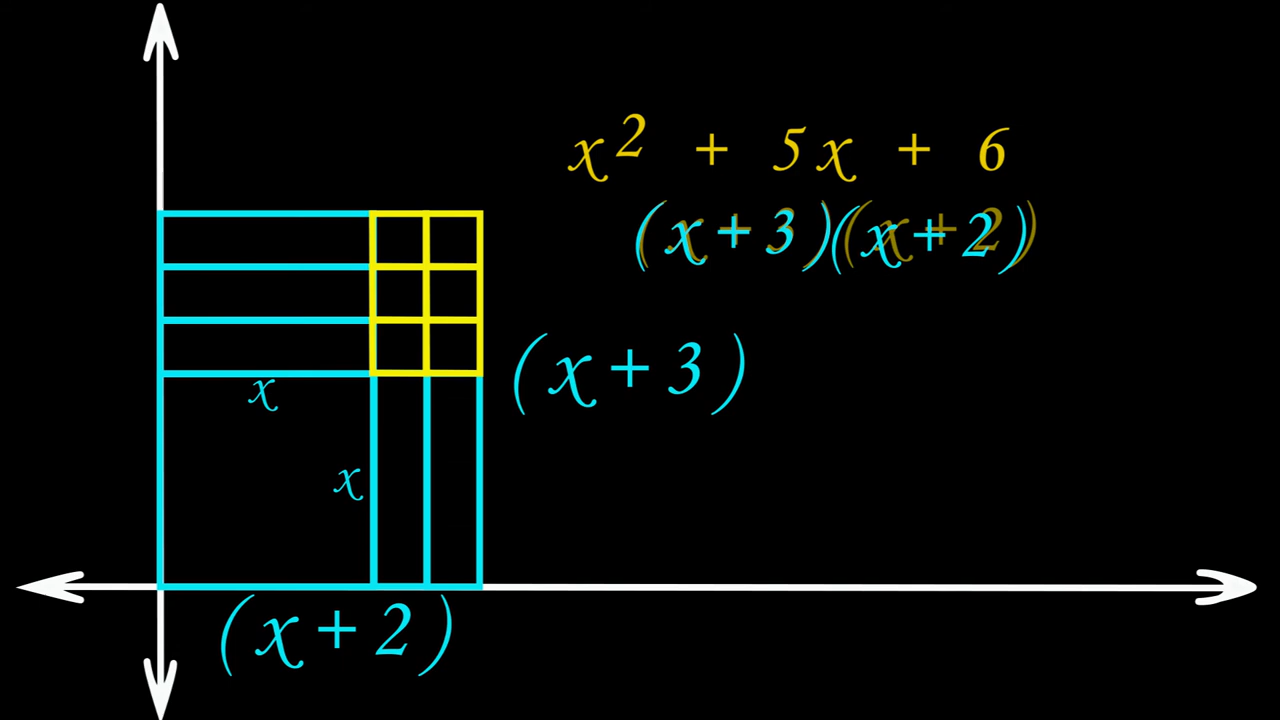 x² + 5x + 6
(x+3)(x+2)
(x+3)
x
x
(x+2)